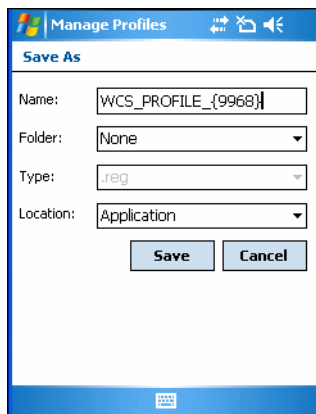 Manage Profiles
Save As
Name: WCS_PROFILE_{9968}
Folder: None
Type: .reg
Location: Application
Save Cancel